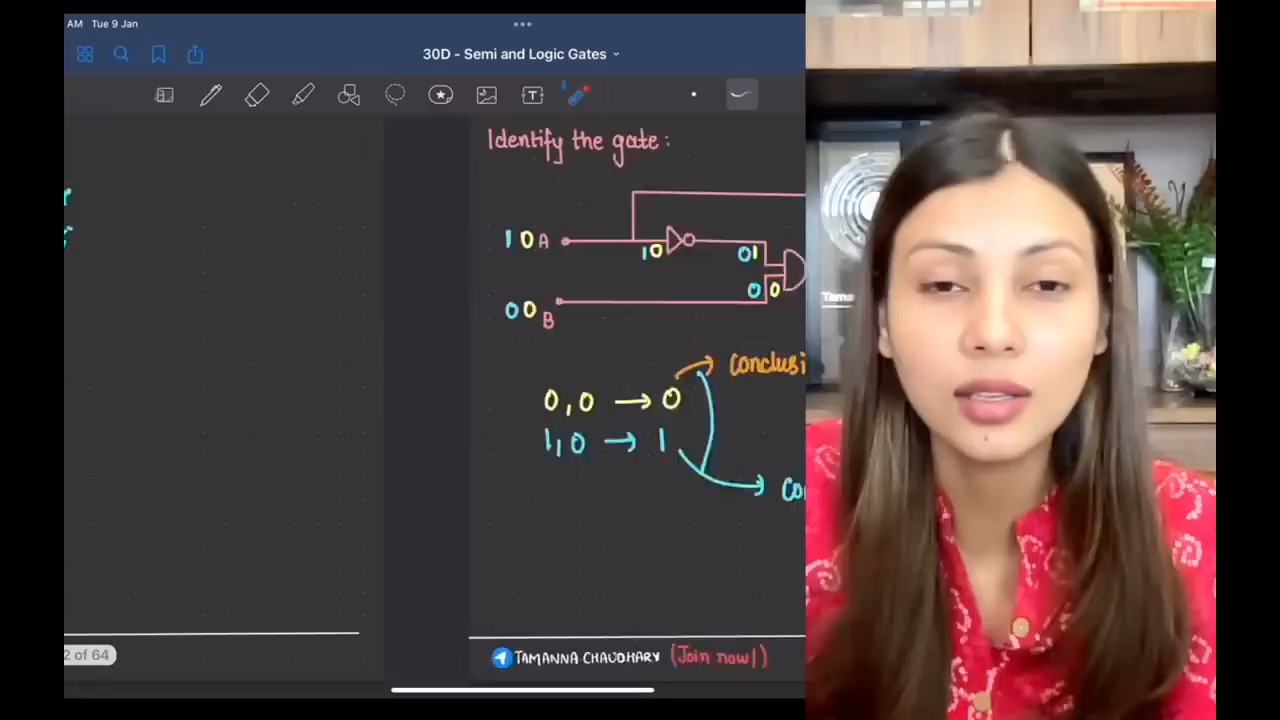 AM Tue 9 Jan
30D - Semi and Logic Gates
T
Identify the gate:
1 0 A
1 0
0 1
0 0
0 0 B
Conclusi
0,0 → 0
1,0 → 1
Co
2 of 64
TAMANNA CHAUDHARY (Join now!)
Tama